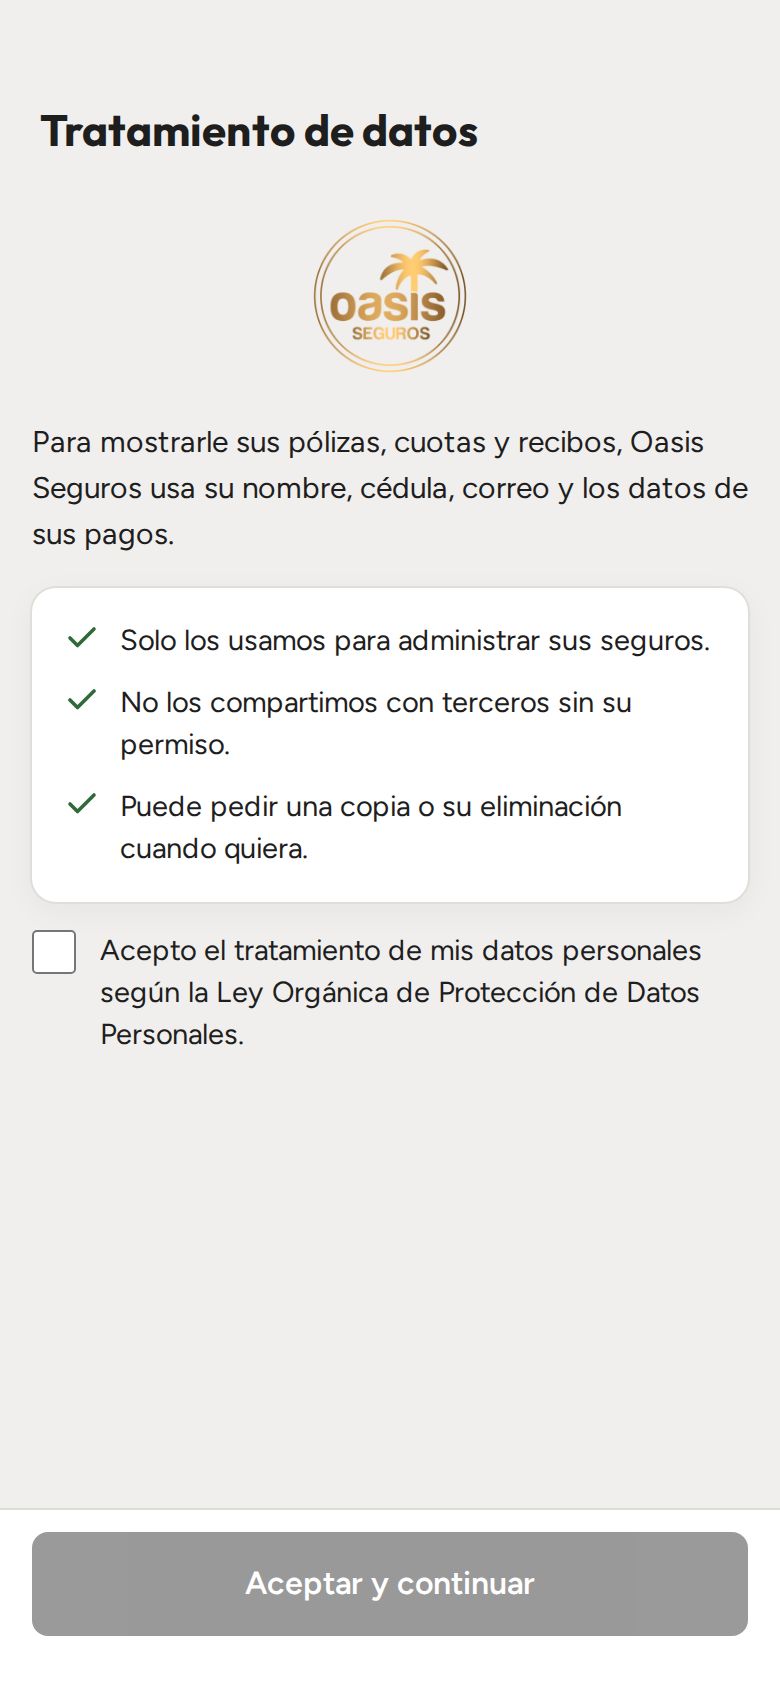 Tratamiento de datos
oasis
SEGUROS
Para mostrarle sus pólizas, cuotas y recibos, Oasis
Seguros usa su nombre, cédula, correo y los datos de
sus pagos.
Solo los usamos para administrar sus seguros.
No los compartimos con terceros sin su
permiso.
Puede pedir una copia o su eliminación
cuando quiera.
Acepto el tratamiento de mis datos personales
según la Ley Orgánica de Protección de Datos
Personales.
Aceptar y continuar